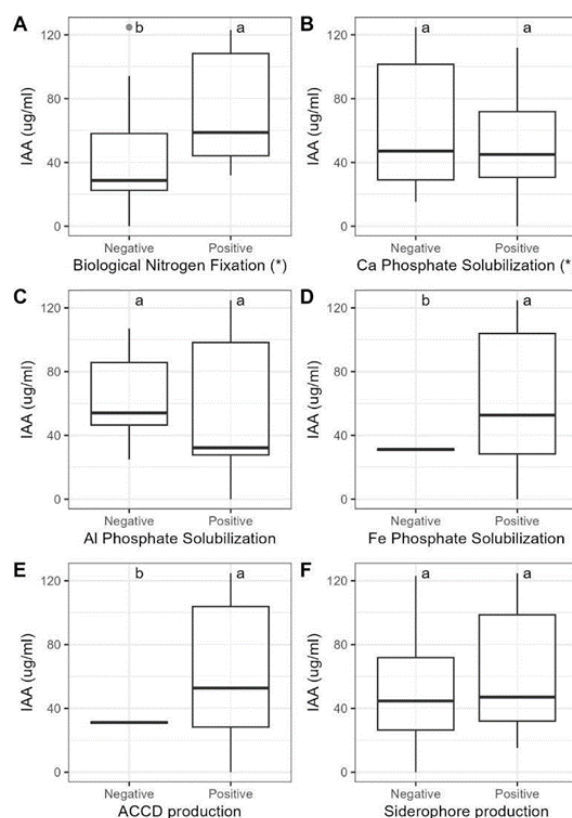 A
B
b
a
a
a
IAA (ug/ml)
120
80
40
0
IAA (ug/ml)
120
80
40
0
Negative
Positive
Negative
Positive
Biological Nitrogen Fixation (*)
Ca Phosphate Solubilization (*
C
D
a
a
b
a
IAA (ug/ml)
120
80
40
0
IAA (ug/ml)
120
80
40
0
Negative
Positive
Negative
Positive
Al Phosphate Solubilization
Fe Phosphate Solubilization
E
F
b
a
a
a
IAA (ug/ml)
120
80
40
0
IAA (ug/ml)
120
80
40
0
Negative
Positive
Negative
Positive
ACCD production
Siderophore production